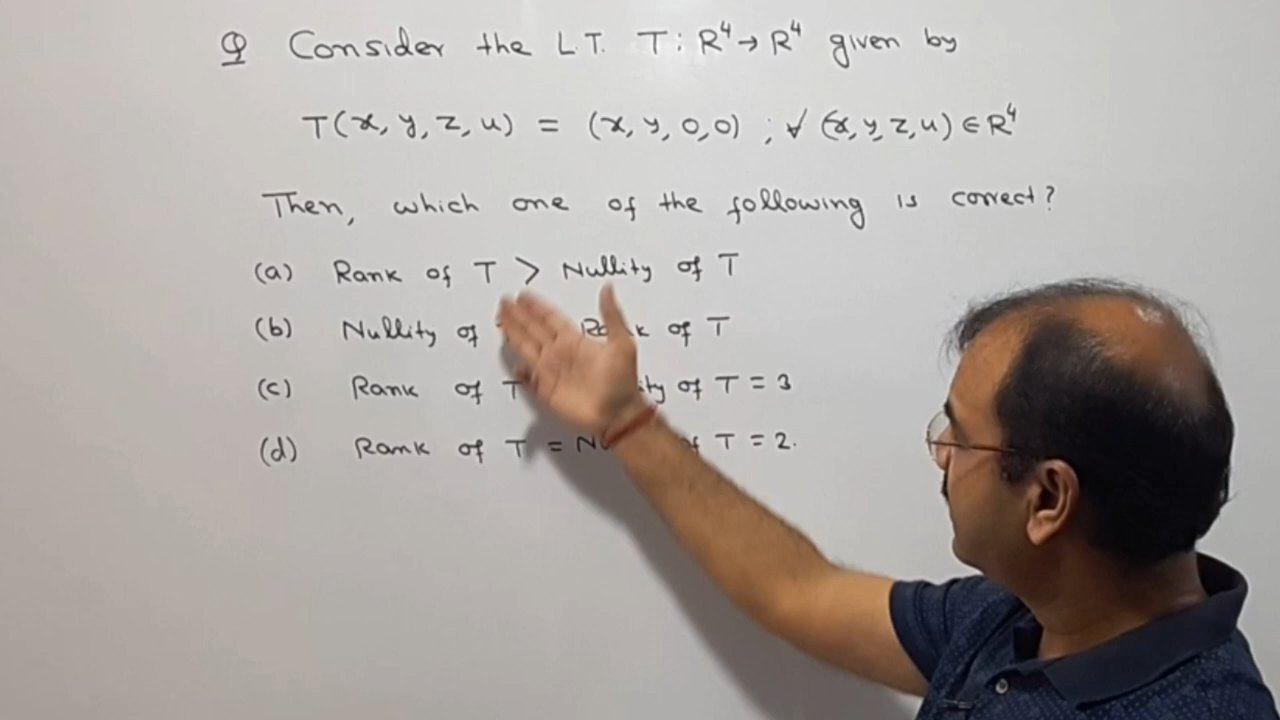 Q Consider the L.T. T : R⁴ → R⁴ given by
T(x, y, z, u) = (x, y, 0, 0) ; ∀ (x, y, z, u) ∈ R⁴
Then, which one of the following is correct?
(a) Rank of T > Nullity of T
(b) Nullity of of T
(c) Rank of T of T = 3
(d) Rank of T = T = 2.